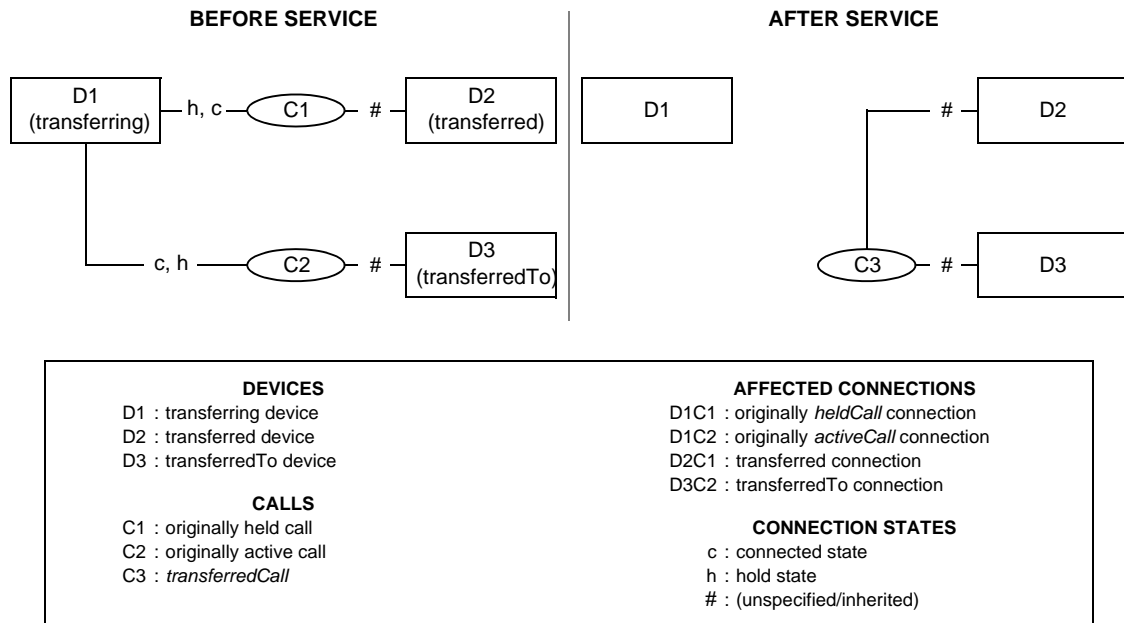 BEFORE SERVICE
AFTER SERVICE
D1
(transferring)
h, c
C1
#
D2
(transferred)
D1
#
D2
c, h
C2
#
D3
(transferredTo)
C3
#
D3
DEVICES
D1 : transferring device
D2 : transferred device
D3 : transferredTo device
CALLS
C1 : originally held call
C2 : originally active call
C3 : transferredCall
AFFECTED CONNECTIONS
D1C1 : originally heldCall connection
D1C2 : originally activeCall connection
D2C1 : transferred connection
D3C2 : transferredTo connection
CONNECTION STATES
c : connected state
h : hold state
# : (unspecified/inherited)